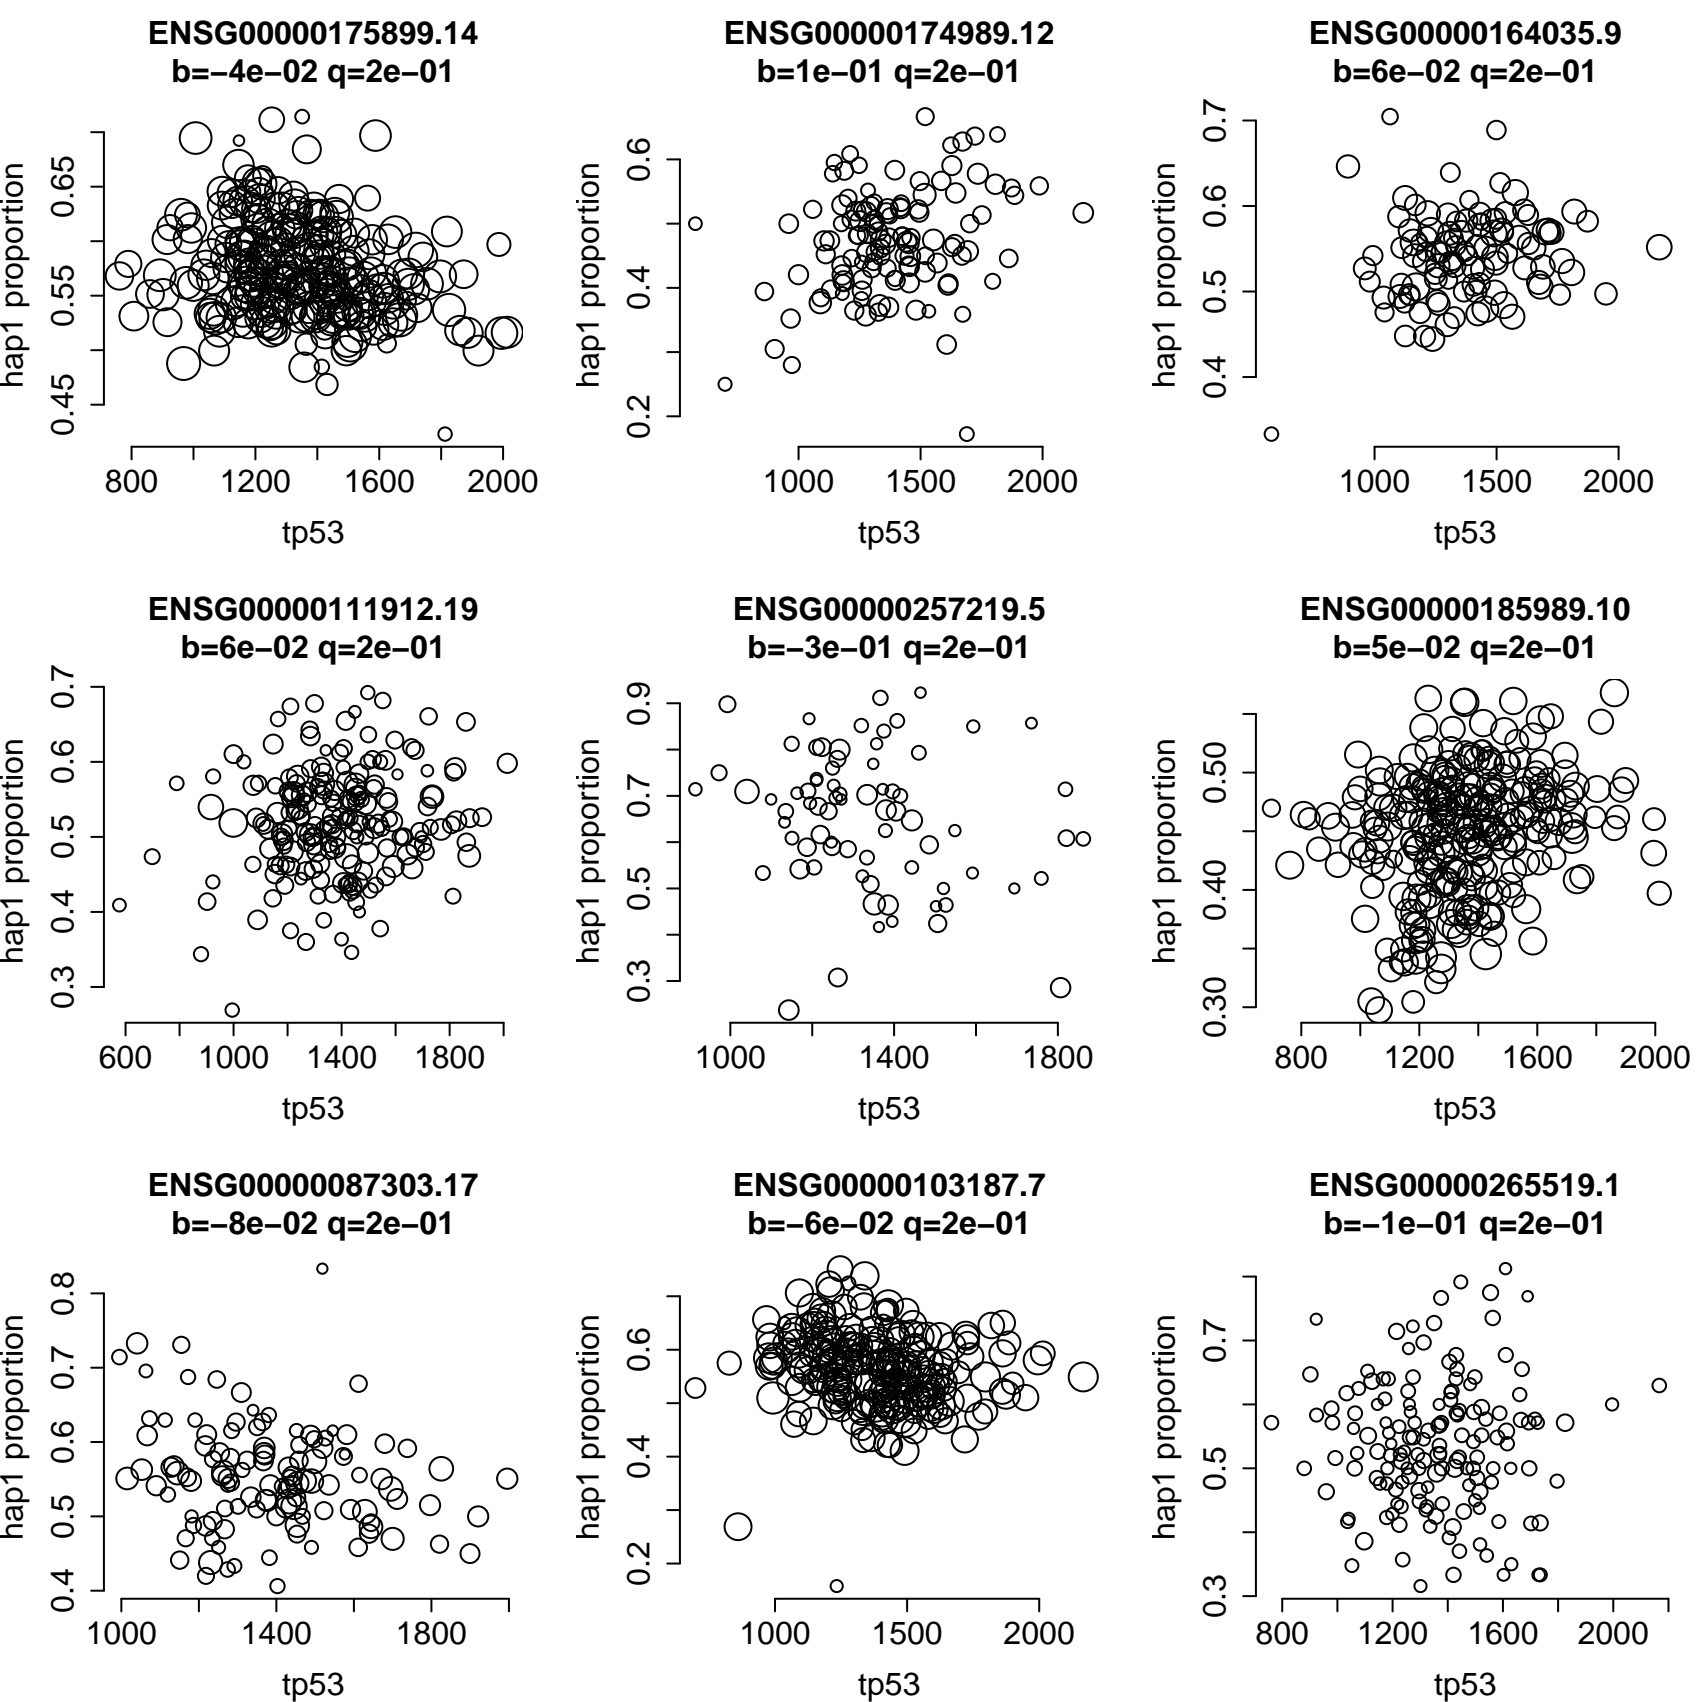 ENSG00000175899.14
b=−4e−02 q=2e−01
hap1 proportion
0.45 0.55 0.65
800 1200 1600 2000
tp53
ENSG00000174989.12
b=1e−01 q=2e−01
hap1 proportion
0.2 0.4 0.6
1000 1500 2000
tp53
ENSG00000164035.9
b=6e−02 q=2e−01
hap1 proportion
0.4 0.5 0.6 0.7
1000 1500 2000
tp53
ENSG00000111912.19
b=6e−02 q=2e−01
hap1 proportion
0.3 0.4 0.5 0.6 0.7
600 1000 1400 1800
tp53
ENSG00000257219.5
b=−3e−01 q=2e−01
hap1 proportion
0.3 0.5 0.7 0.9
1000 1400 1800
tp53
ENSG00000185989.10
b=5e−02 q=2e−01
hap1 proportion
0.30 0.40 0.50
800 1200 1600 2000
tp53
ENSG00000087303.17
b=−8e−02 q=2e−01
hap1 proportion
0.4 0.5 0.6 0.7 0.8
1000 1400 1800
tp53
ENSG00000103187.7
b=−6e−02 q=2e−01
hap1 proportion
0.2 0.4 0.6
1000 1500 2000
tp53
ENSG00000265519.1
b=−1e−01 q=2e−01
hap1 proportion
0.3 0.5 0.7
800 1200 1600 2000
tp53